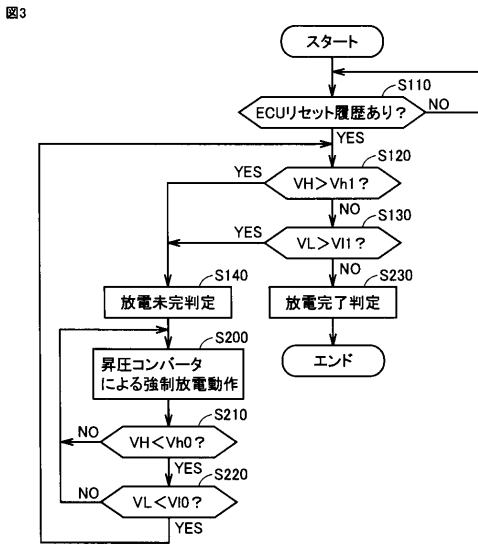 図3
スタート
S110
ECUリセット履歴あり？
NO
YES
S120
VH＞Vh1？
YES
NO
S130
VL＞Vl1？
YES
NO
S140
放電未完判定
S230
放電完了判定
エンド
S200
昇圧コンバータ
による強制放電動作
S210
VH＜Vh0？
NO
YES
S220
VL＜Vl0？
NO
YES